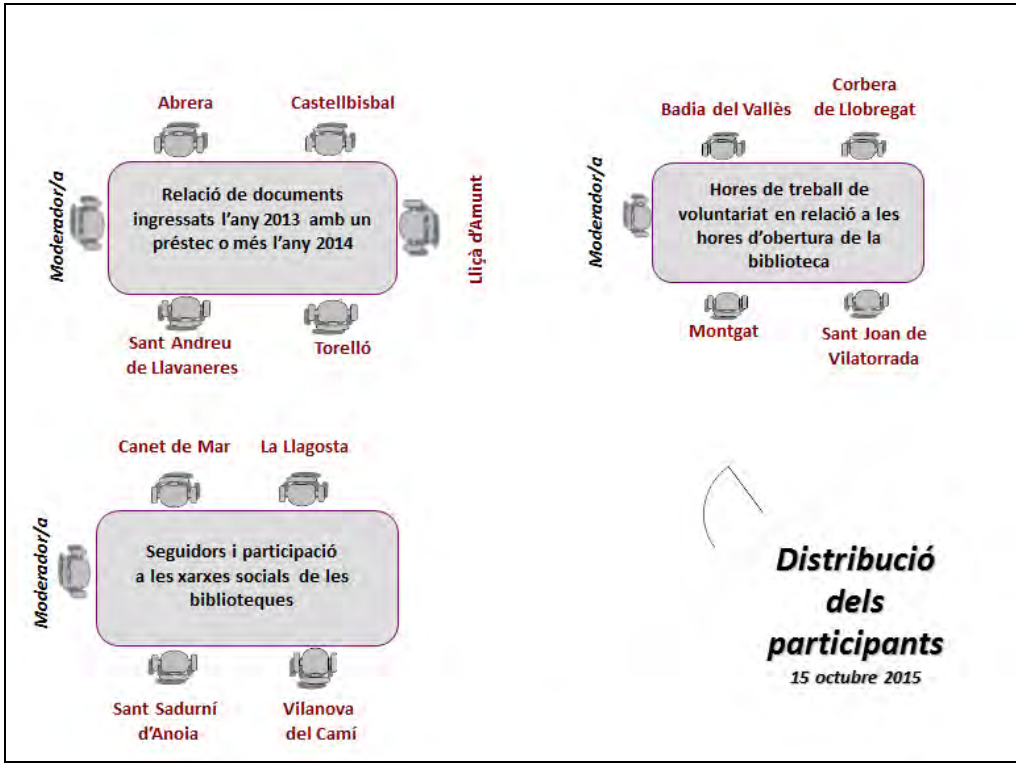 Abrera
Castellbisbal
Moderador/a
Relació de documents
ingressats l'any 2013 amb un
préstec o més l'any 2014
Lliçà d'Amunt
Sant Andreu
de Llavaneres
Torelló
Badia del Vallès
Corbera
de Llobregat
Moderador/a
Hores de treball de
voluntariat en relació a les
hores d'obertura de la
biblioteca
Montgat
Sant Joan de
Vilatorrada
Canet de Mar
La Llagosta
Moderador/a
Seguidors i participació
a les xarxes socials de les
biblioteques
Sant Sadurní
d'Anoia
Vilanova
del Camí
Distribució
dels
participants
15 octubre 2015